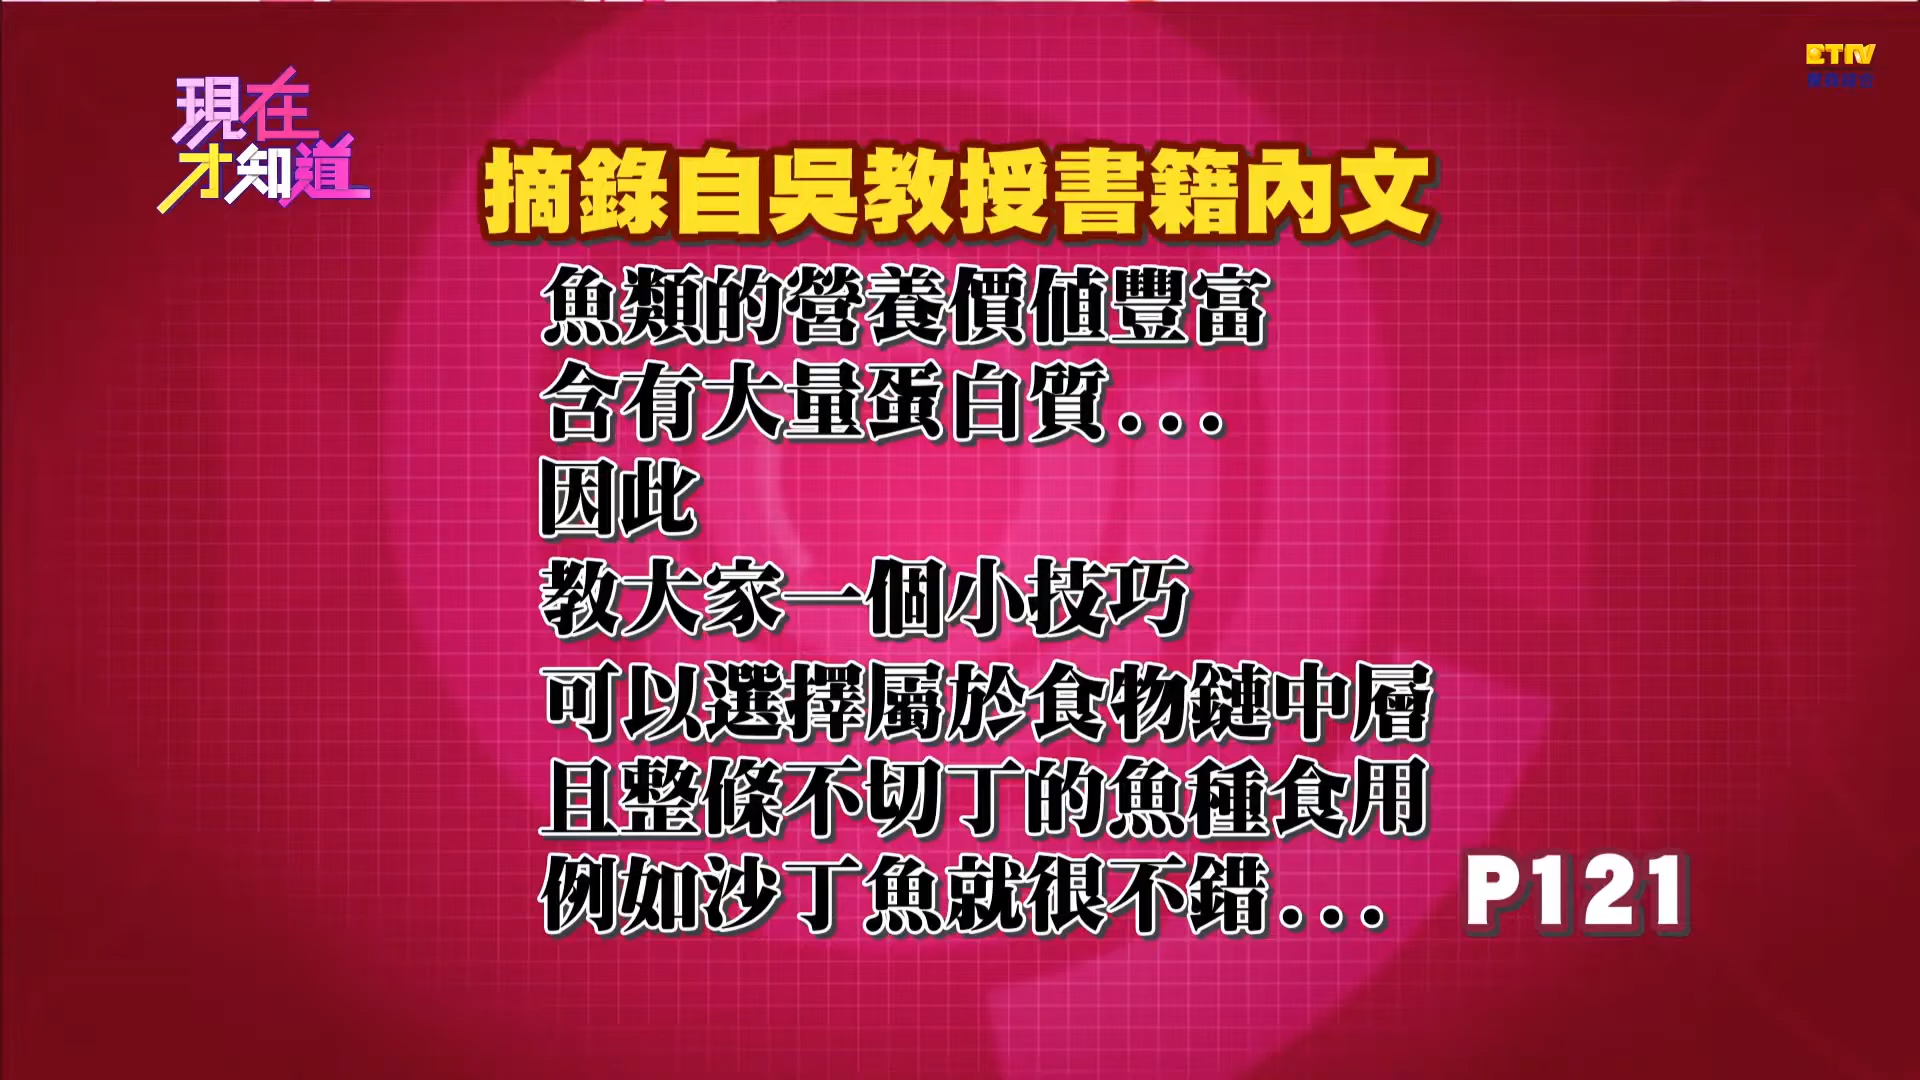 現在
才知道
ETTV
摘錄自吳教授書籍內文
魚類的營養價值豐富
含有大量蛋白質...
因此
教大家一個小技巧
可以選擇屬於食物鏈中層
且整條不切丁的魚種食用
例如沙丁魚就很不錯...
P121